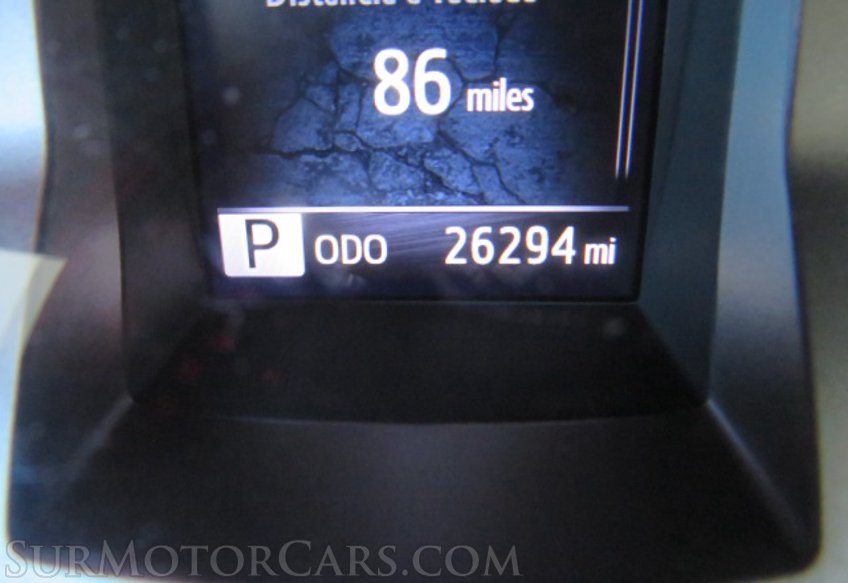 86 miles
P ODO 26294 mi
SURMOTORCARS.COM